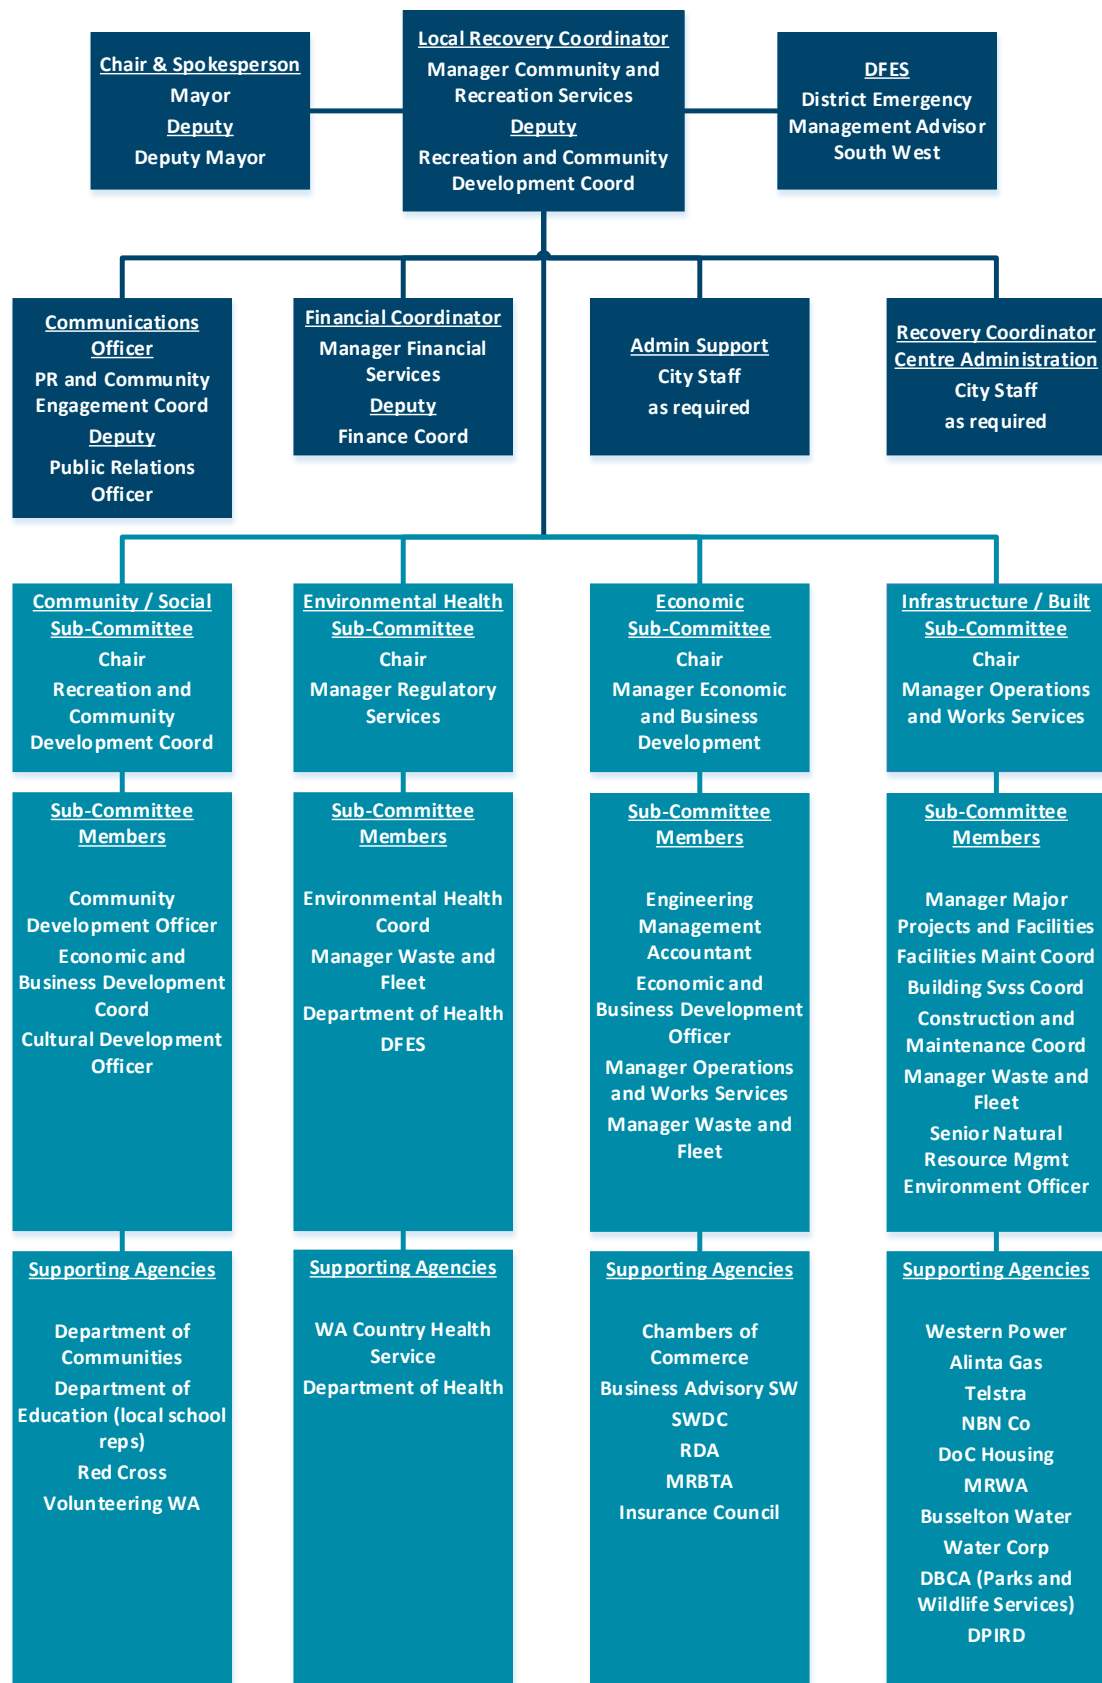 Chair & Spokesperson
Mayor
Deputy
Deputy Mayor
Local Recovery Coordinator
Manager Community and
Recreation Services
Deputy
Recreation and Community
Development Coord
DFES
District Emergency
Management Advisor
South West
Communications
Officer
PR and Community
Engagement Coord
Deputy
Public Relations
Officer
Financial Coordinator
Manager Financial
Services
Deputy
Finance Coord
Admin Support
City Staff
as required
Recovery Coordinator
Centre Administration
City Staff
as required
Community / Social
Sub-Committee
Chair
Recreation and
Community
Development Coord
Environmental Health
Sub-Committee
Chair
Manager Regulatory
Services
Economic
Sub-Committee
Chair
Manager Economic
and Business
Development
Infrastructure / Built
Sub-Committee
Chair
Manager Operations
and Works Services
Sub-Committee
Members
Community
Development Officer
Economic and
Business Development
Coord
Cultural Development
Officer
Sub-Committee
Members
Environmental Health
Coord
Manager Waste and
Fleet
Department of Health
DFES
Sub-Committee
Members
Engineering
Management
Accountant
Economic and
Business Development
Officer
Manager Operations
and Works Services
Manager Waste and
Fleet
Sub-Committee
Members
Manager Major
Projects and Facilities
Facilities Maint Coord
Building Svss Coord
Construction and
Maintenance Coord
Manager Waste and
Fleet
Senior Natural
Resource Mgmt
Environment Officer
Supporting Agencies
Department of
Communities
Department of
Education (local school
reps)
Red Cross
Volunteering WA
Supporting Agencies
WA Country Health
Service
Department of Health
Supporting Agencies
Chambers of
Commerce
Business Advisory SW
SWDC
RDA
MRBTA
Insurance Council
Supporting Agencies
Western Power
Alinta Gas
Telstra
NBN Co
DoC Housing
MRWA
Busselton Water
Water Corp
DBCA (Parks and
Wildlife Services)
DPIRD